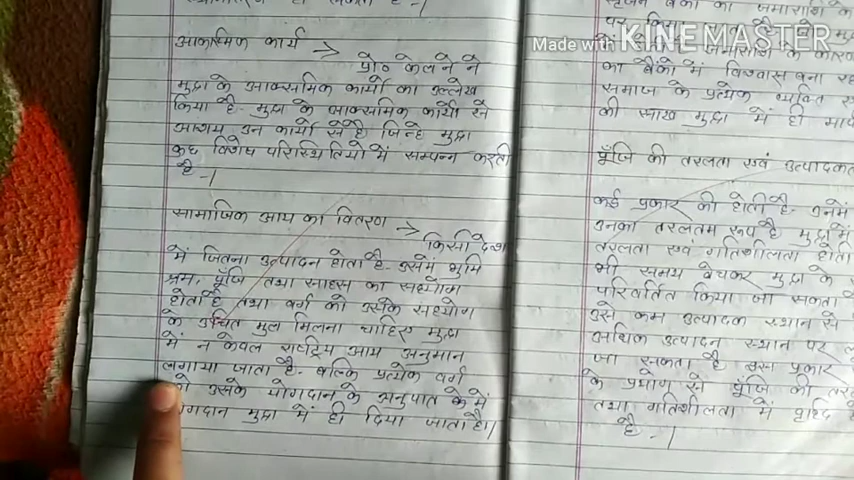 आकस्मिक कार्य →
प्रो० केलने ने
मुद्रा के आकस्मिक कार्यों का उल्लेख
किया है- मुद्रा के आकस्मिक कार्यों से
आशय उन कार्यों से है जिन्हे मुद्रा
कुछ विशेष परिस्थितियो में सम्पन्न करती
है -।
सामाजिक आय का वितरण →
किसी देश
में जितना उत्पादन होता है- उसमें भुमि
श्रम, पूँजि तथा साहस का सहयोग
होता है तथा वर्ग को उसके सहयोग
के उचित मुल मिलना चाहिए मुद्रा
में न केवल राष्ट्रिय आय अनुमान
लगाया जाता है- बल्कि प्रत्येक वर्ग
उसके योगदान के अनुपात के में
मुद्रा में ही दिया जाता है।
Made with KINEMASTER
का बैंको में विश्वास बना
समाज के प्रत्येक व्यक्ति
की साख मुद्रा में ही
पूँजि की तरलता एवं
कई प्रकार की होती है- उनमें
उनका तरलतम रूप है मुद्रा में
तरलता एवं गतिशीलता होती
भी समय बेचकर मुद्रा के
परिवर्तित किया जा सकता
उसे कम उत्पादक स्थान से
अधिक उत्पादन स्थान पर
जा सकता है इस प्रकार
के प्रयोग से पूँजि की
तथा गतिशीलता में वृद्धि
है -।